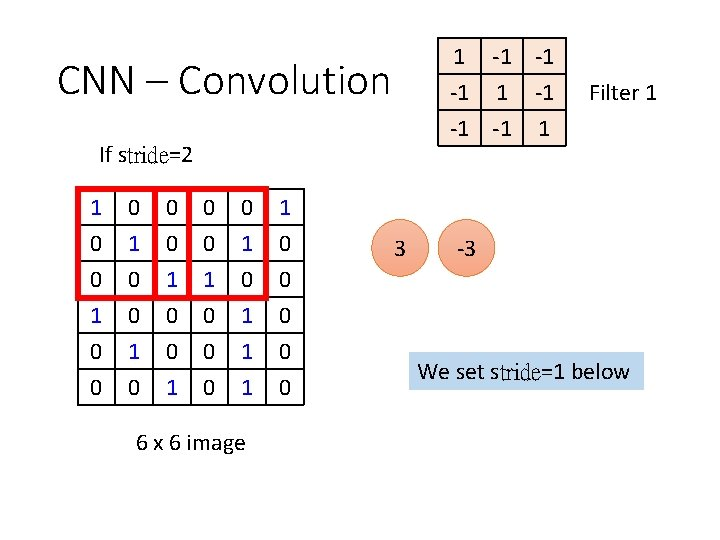 CNN – Convolution
1 -1 -1
-1 1 -1
-1 -1 1
Filter 1
If stride=2
1 0 0 0 0 1
0 1 0 0 1 0
0 0 1 1 0 0
1 0 0 0 1 0
0 1 0 0 1 0
0 0 1 0 1 0
3 -3
We set stride=1 below
6 x 6 image